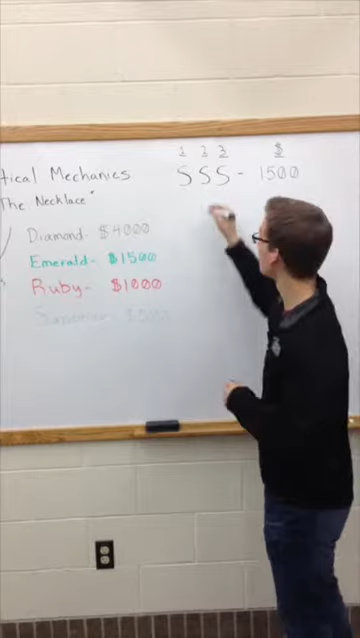 1 2 3 $
S S S - 1500
tical Mechanics
The Necklace"
Diamond- $4000
Emerald- $1500
Ruby- $1000